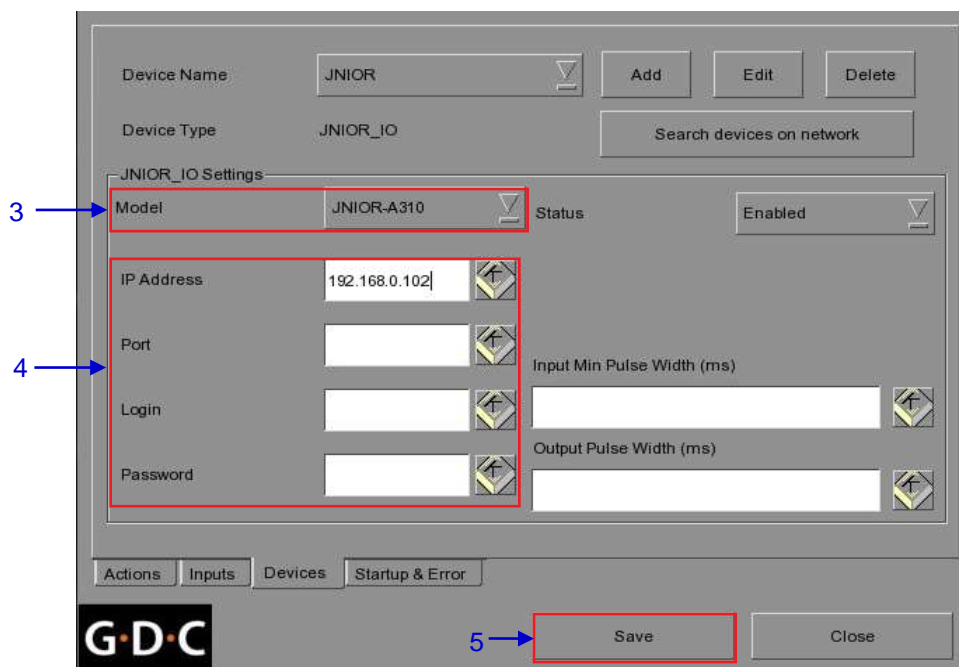 Device Name JNIOR Add Edit Delete
Device Type JNIOR_IO Search devices on network
JNIOR_IO Settings
3 Model JNIOR-A310 Status Enabled
IP Address 192.168.0.102
Port
4
Input Min Pulse Width (ms)
Login
Output Pulse Width (ms)
Password
Actions Inputs Devices Startup & Error
G·D·C 5 Save Close